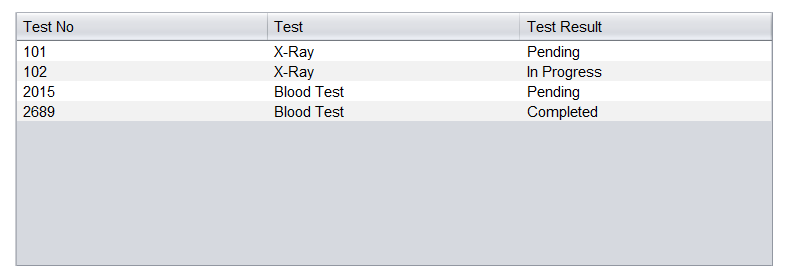 Test No Test Test Result
101 X-Ray Pending
102 X-Ray In Progress
2015 Blood Test Pending
2689 Blood Test Completed